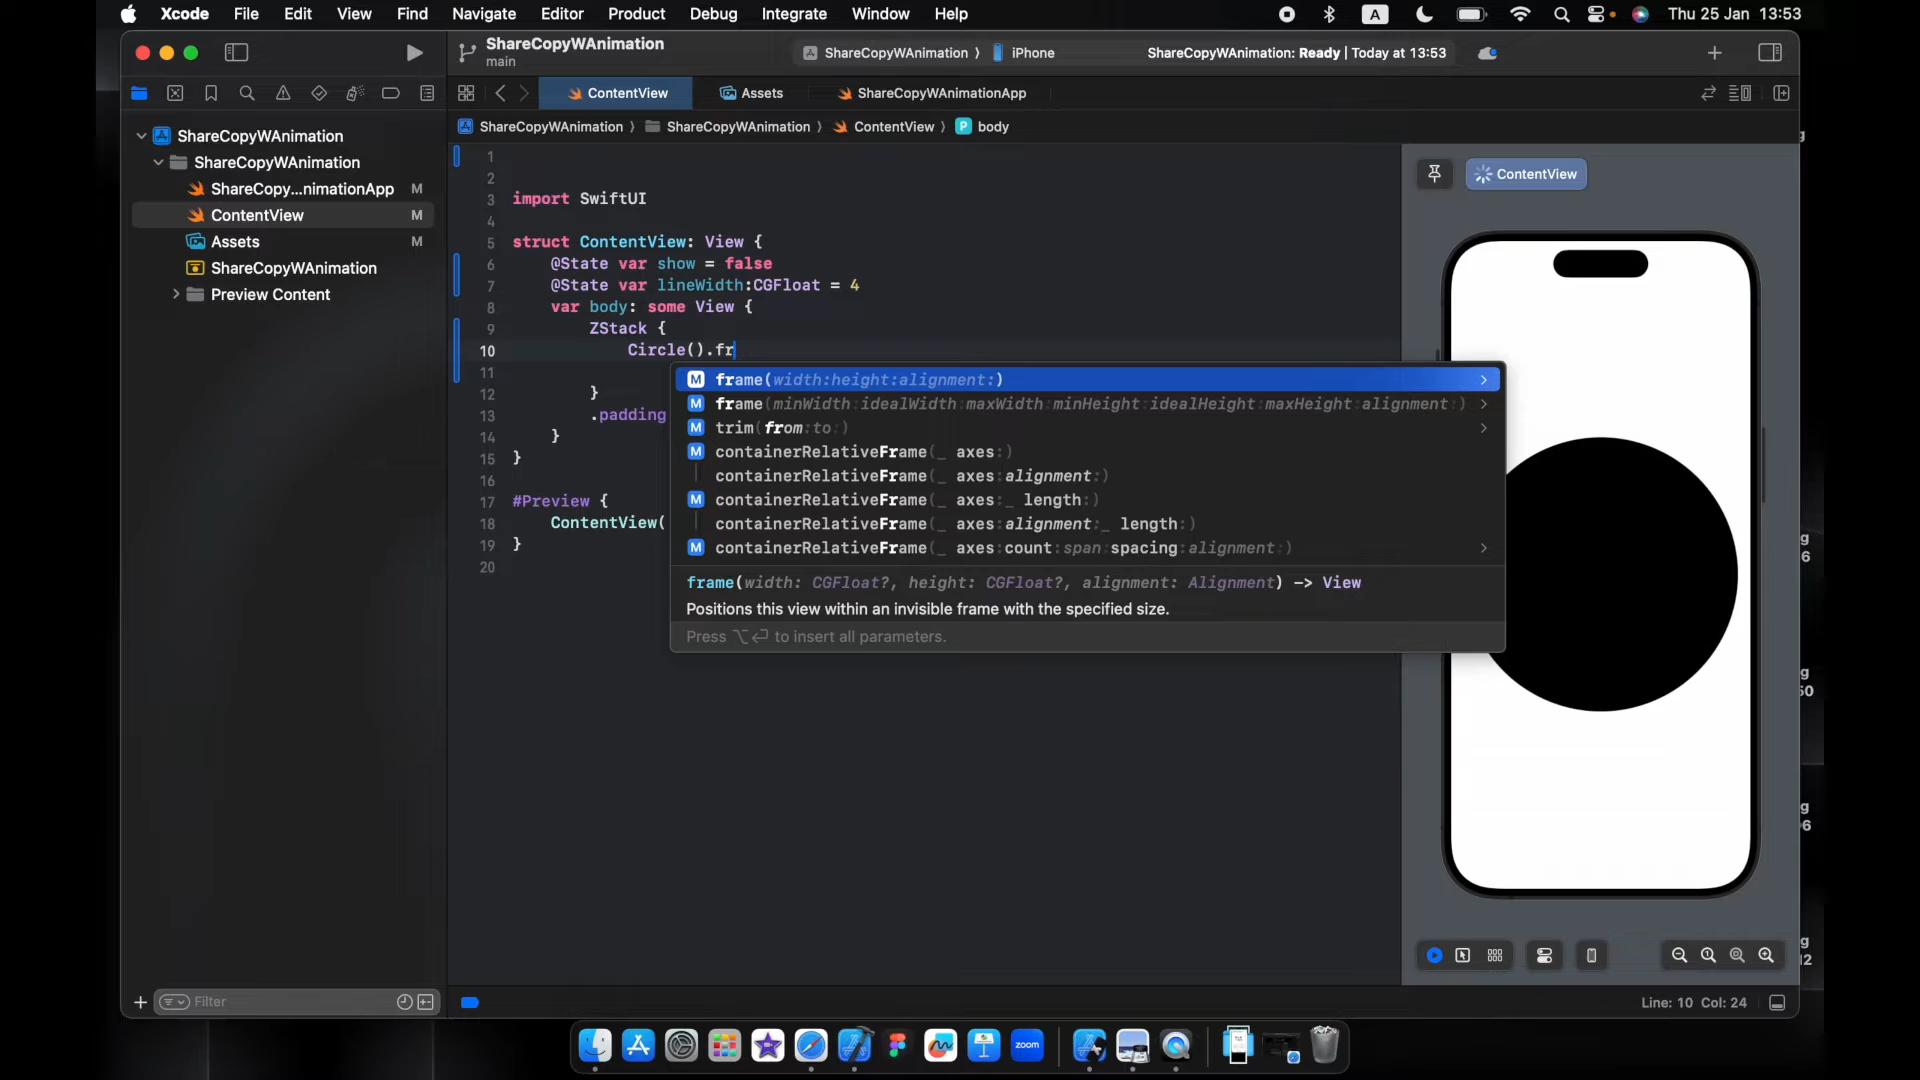 Xcode File Edit View Find Navigate Editor Product Debug Integrate Window Help A Thu 25 Jan 13:53
ShareCopyWAnimation
main
ShareCopyWAnimation ⟩ iPhone
ShareCopyWAnimation: Ready | Today at 13:53
ContentView Assets ShareCopyWAnimationApp
ShareCopyWAnimation ⟩ ShareCopyWAnimation ⟩ ContentView ⟩ P body
ShareCopyWAnimation
ShareCopyWAnimation
ShareCopy...nimationApp M
ContentView M
Assets M
ShareCopyWAnimation
Preview Content
1
2
3 import SwiftUI
4
5 struct ContentView: View {
6 @State var show = false
7 @State var lineWidth:CGFloat = 4
8 var body: some View {
9 ZStack {
10 Circle().fr
11
12 }
13 .padding
14 }
15 }
16
17 #Preview {
18 ContentView(
19 }
20
M frame(width:height:alignment:)
M frame(minWidth:idealWidth:maxWidth:minHeight:idealHeight:maxHeight:alignment:)
M trim(from:to:)
M containerRelativeFrame(_ axes:)
containerRelativeFrame(_ axes:alignment:)
M containerRelativeFrame(_ axes:_ length:)
containerRelativeFrame(_ axes:alignment:_ length:)
M containerRelativeFrame(_ axes:count:span:spacing:alignment:)
frame(width: CGFloat?, height: CGFloat?, alignment: Alignment) -> View
Positions this view within an invisible frame with the specified size.
Press ⌥⏎ to insert all parameters.
ContentView
g
g
6
g
50
g
6
g
12
Filter
Line: 10 Col: 24
zoom